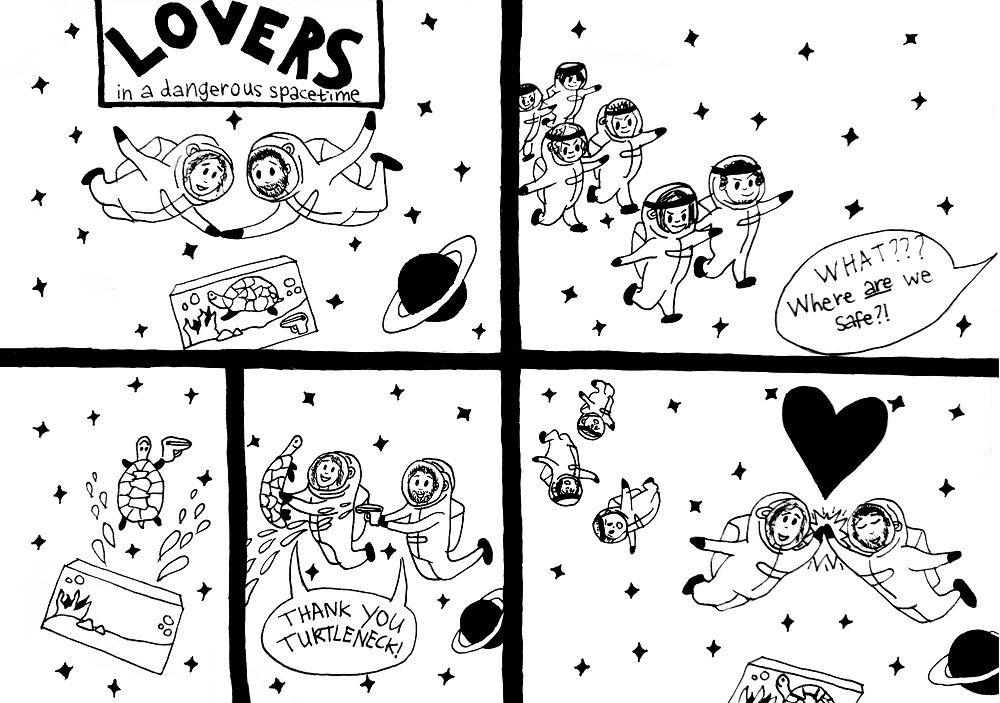 LOVERS
in a dangerous spacetime
WHAT???
Where are we
safe?!
THANK YOU
TURTLENECK!